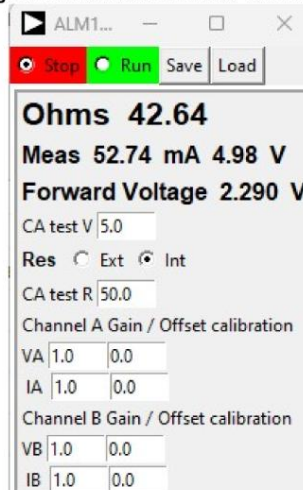 ALM1...
Stop Run Save Load
Ohms 42.64
Meas 52.74 mA 4.98 V
Forward Voltage 2.290 V
CA test V 5.0
Res Ext Int
CA test R 50.0
Channel A Gain / Offset calibration
VA 1.0 0.0
IA 1.0 0.0
Channel B Gain / Offset calibration
VB 1.0 0.0
IB 1.0 0.0